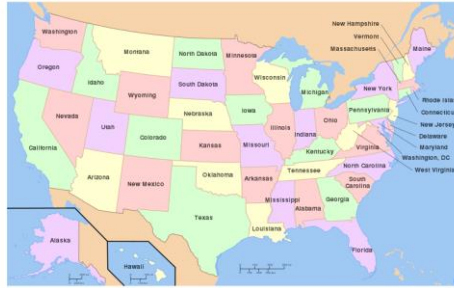 New Hampshire
Vermont
Massachusetts
Washington
Montana
North Dakota
Minnesota
Maine
Oregon
Idaho
Wyoming
South Dakota
Wisconsin
Michigan
New York
Nebraska
Iowa
Pennsylvania
Rhode Islan
Connecticu
New Jersey
Delaware
Maryland
Washington, DC
West Virginia
Nevada
Utah
Colorado
Kansas
Missouri
Illinois
Indiana
Ohio
Virginia
Kentucky
California
Arizona
New Mexico
Oklahoma
Arkansas
Tennessee
North Carolina
South
Carolina
Texas
Louisiana
Mississippi
Alabama
Georgia
Florida
Alaska
Hawaii